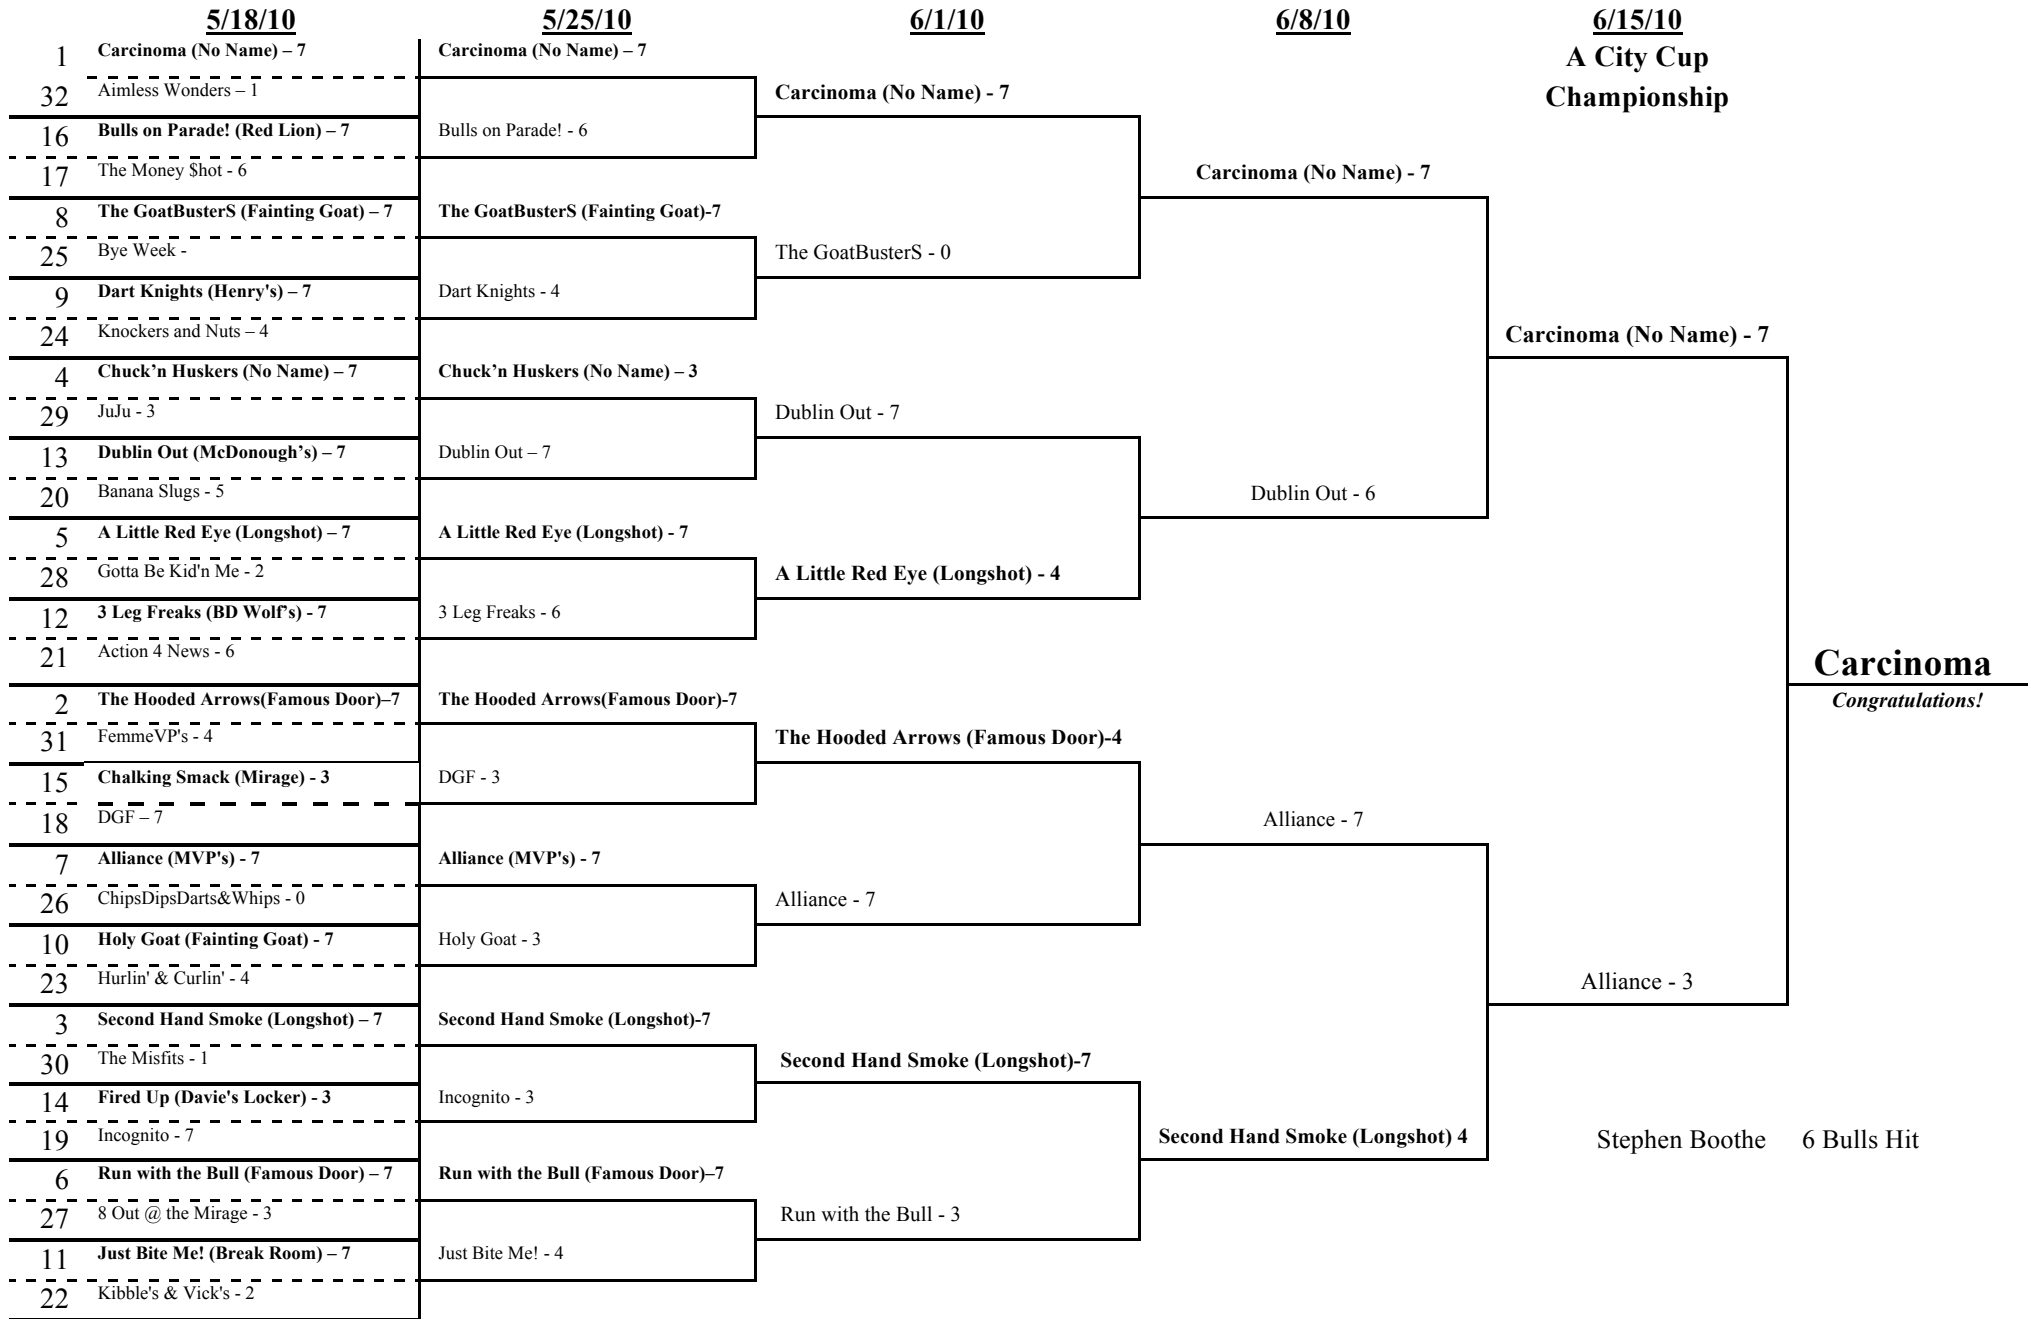 5/18/10 5/25/10 6/1/10 6/8/10 6/15/10
A City Cup
Championship
1 Carcinoma (No Name) – 7
32 Aimless Wonders – 1
16 Bulls on Parade! (Red Lion) – 7
17 The Money $hot - 6
8 The GoatBusterS (Fainting Goat) – 7
25 Bye Week -
9 Dart Knights (Henry's) – 7
24 Knockers and Nuts – 4
4 Chuck’n Huskers (No Name) – 7
29 JuJu - 3
13 Dublin Out (McDonough’s) – 7
20 Banana Slugs - 5
5 A Little Red Eye (Longshot) – 7
28 Gotta Be Kid'n Me - 2
12 3 Leg Freaks (BD Wolf’s) - 7
21 Action 4 News - 6
2 The Hooded Arrows(Famous Door)–7
31 FemmeVP's - 4
15 Chalking Smack (Mirage) - 3
18 DGF – 7
7 Alliance (MVP's) - 7
26 ChipsDipsDarts&Whips - 0
10 Holy Goat (Fainting Goat) - 7
23 Hurlin' & Curlin' - 4
3 Second Hand Smoke (Longshot) – 7
30 The Misfits - 1
14 Fired Up (Davie's Locker) - 3
19 Incognito - 7
6 Run with the Bull (Famous Door) – 7
27 8 Out @ the Mirage - 3
11 Just Bite Me! (Break Room) – 7
22 Kibble's & Vick's - 2
Carcinoma (No Name) – 7
Bulls on Parade! - 6
The GoatBusterS (Fainting Goat)-7
Dart Knights - 4
Chuck’n Huskers (No Name) – 3
Dublin Out – 7
A Little Red Eye (Longshot) - 7
3 Leg Freaks - 6
The Hooded Arrows(Famous Door)-7
DGF - 3
Alliance (MVP's) - 7
Holy Goat - 3
Second Hand Smoke (Longshot)-7
Incognito - 3
Run with the Bull (Famous Door)–7
Just Bite Me! - 4
Carcinoma (No Name) - 7
The GoatBusterS - 0
Dublin Out - 7
A Little Red Eye (Longshot) - 4
The Hooded Arrows (Famous Door)-4
Alliance - 7
Second Hand Smoke (Longshot)-7
Run with the Bull - 3
Carcinoma (No Name) - 7
Dublin Out - 6
Alliance - 7
Second Hand Smoke (Longshot) 4
Carcinoma (No Name) - 7
Alliance - 3
Carcinoma
Congratulations!
Stephen Boothe 6 Bulls Hit